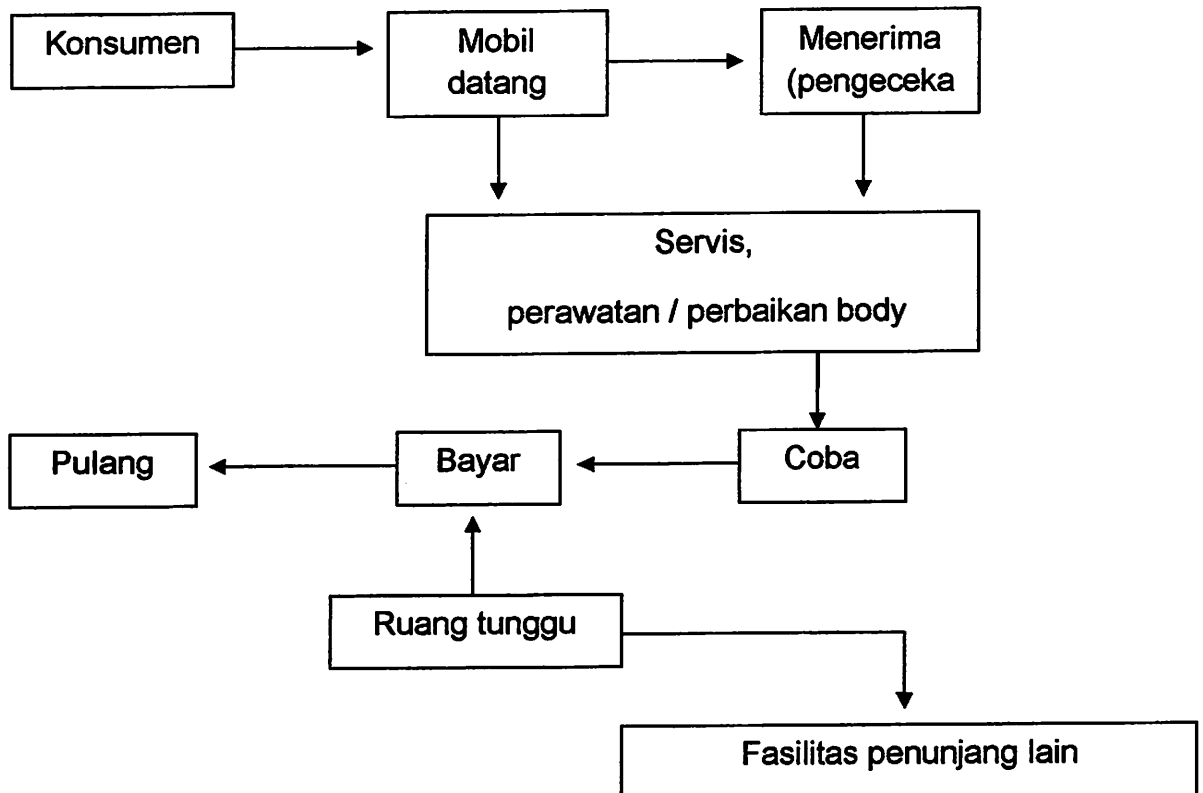 Konsumen
Mobil
datang
Menerima
(pengeceka
Servis,
perawatan / perbaikan body
Coba
Bayar
Pulang
Ruang tunggu
Fasilitas penunjang lain